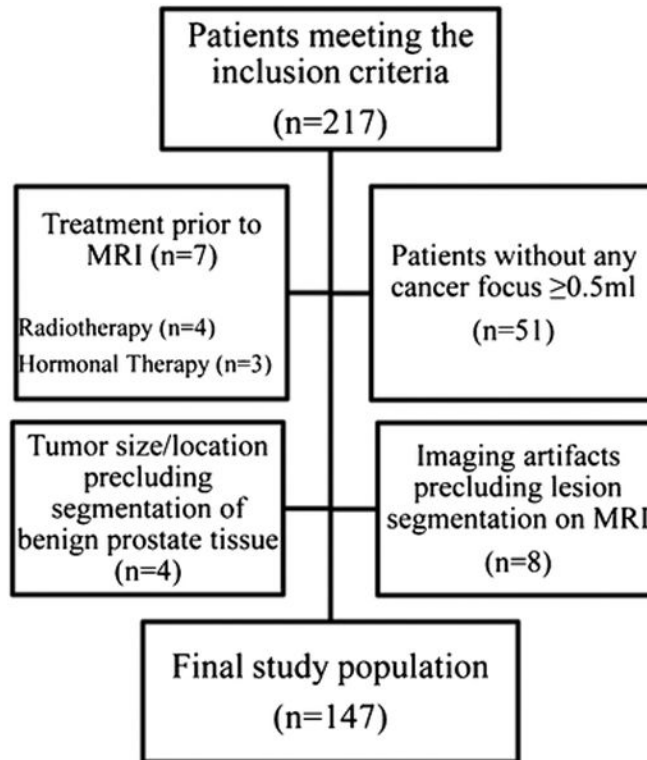 Patients meeting the
inclusion criteria
(n=217)
Treatment prior to
MRI (n=7)
Radiotherapy (n=4)
Hormonal Therapy (n=3)
Patients without any
cancer focus ≥0.5ml
(n=51)
Tumor size/location
precluding
segmentation of
benign prostate tissue
(n=4)
Imaging artifacts
precluding lesion
segmentation on MRI
(n=8)
Final study population
(n=147)